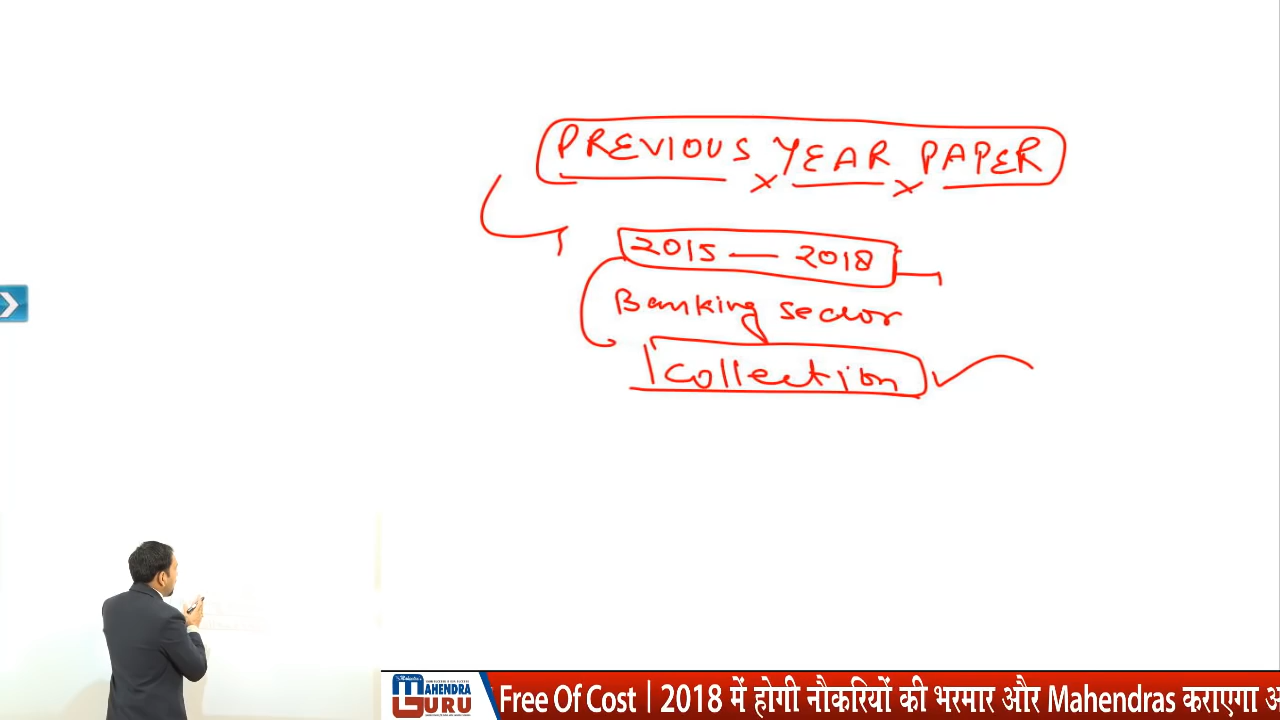 PREVIOUS YEAR PAPER
2015 — 2018
Banking sector
collection
MAHENDRA
GURU
Free Of Cost | 2018 में होगी नौकरियों की भरमार और Mahendras कराएगा